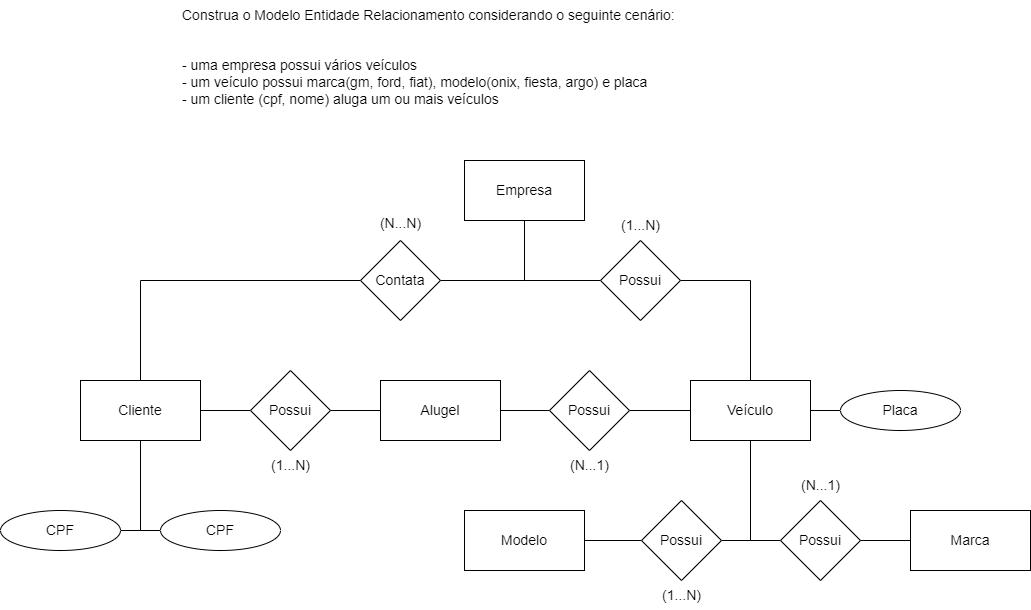 Construa o Modelo Entidade Relacionamento considerando o seguinte cenário:
- uma empresa possui vários veículos
- um veículo possui marca(gm, ford, fiat), modelo(onix, fiesta, argo) e placa
- um cliente (cpf, nome) aluga um ou mais veículos
Empresa
(N...N)
(1...N)
Contata
Possui
Cliente
Possui
Alugel
Possui
Veículo
Placa
(1...N)
(N...1)
(N...1)
CPF
CPF
Modelo
Possui
Possui
Marca
(1...N)